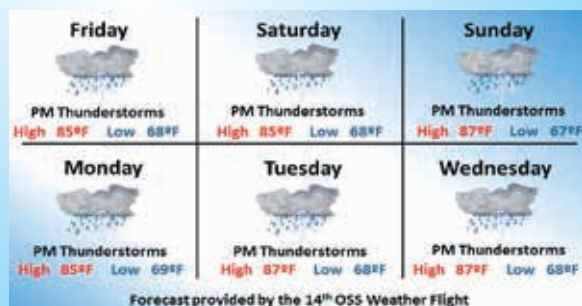 Friday
PM Thunderstorms
High 85ºF Low 68ºF
Saturday
PM Thunderstorms
High 85ºF Low 68ºF
Sunday
PM Thunderstorms
High 87ºF Low 67ºF
Monday
PM Thunderstorms
High 85ºF Low 69ºF
Tuesday
PM Thunderstorms
High 87ºF Low 68ºF
Wednesday
PM Thunderstorms
High 87ºF Low 68ºF
Forecast provided by the 14th OSS Weather Flight